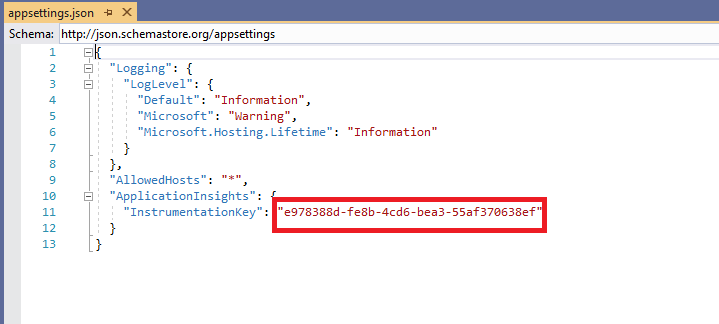 appsettings.json
Schema: http://json.schemastore.org/appsettings
1 {
2 "Logging": {
3 "LogLevel": {
4 "Default": "Information",
5 "Microsoft": "Warning",
6 "Microsoft.Hosting.Lifetime": "Information"
7 }
8 },
9 "AllowedHosts": "*",
10 "ApplicationInsights": {
11 "InstrumentationKey": "e978388d-fe8b-4cd6-bea3-55af370638ef"
12 }
13 }